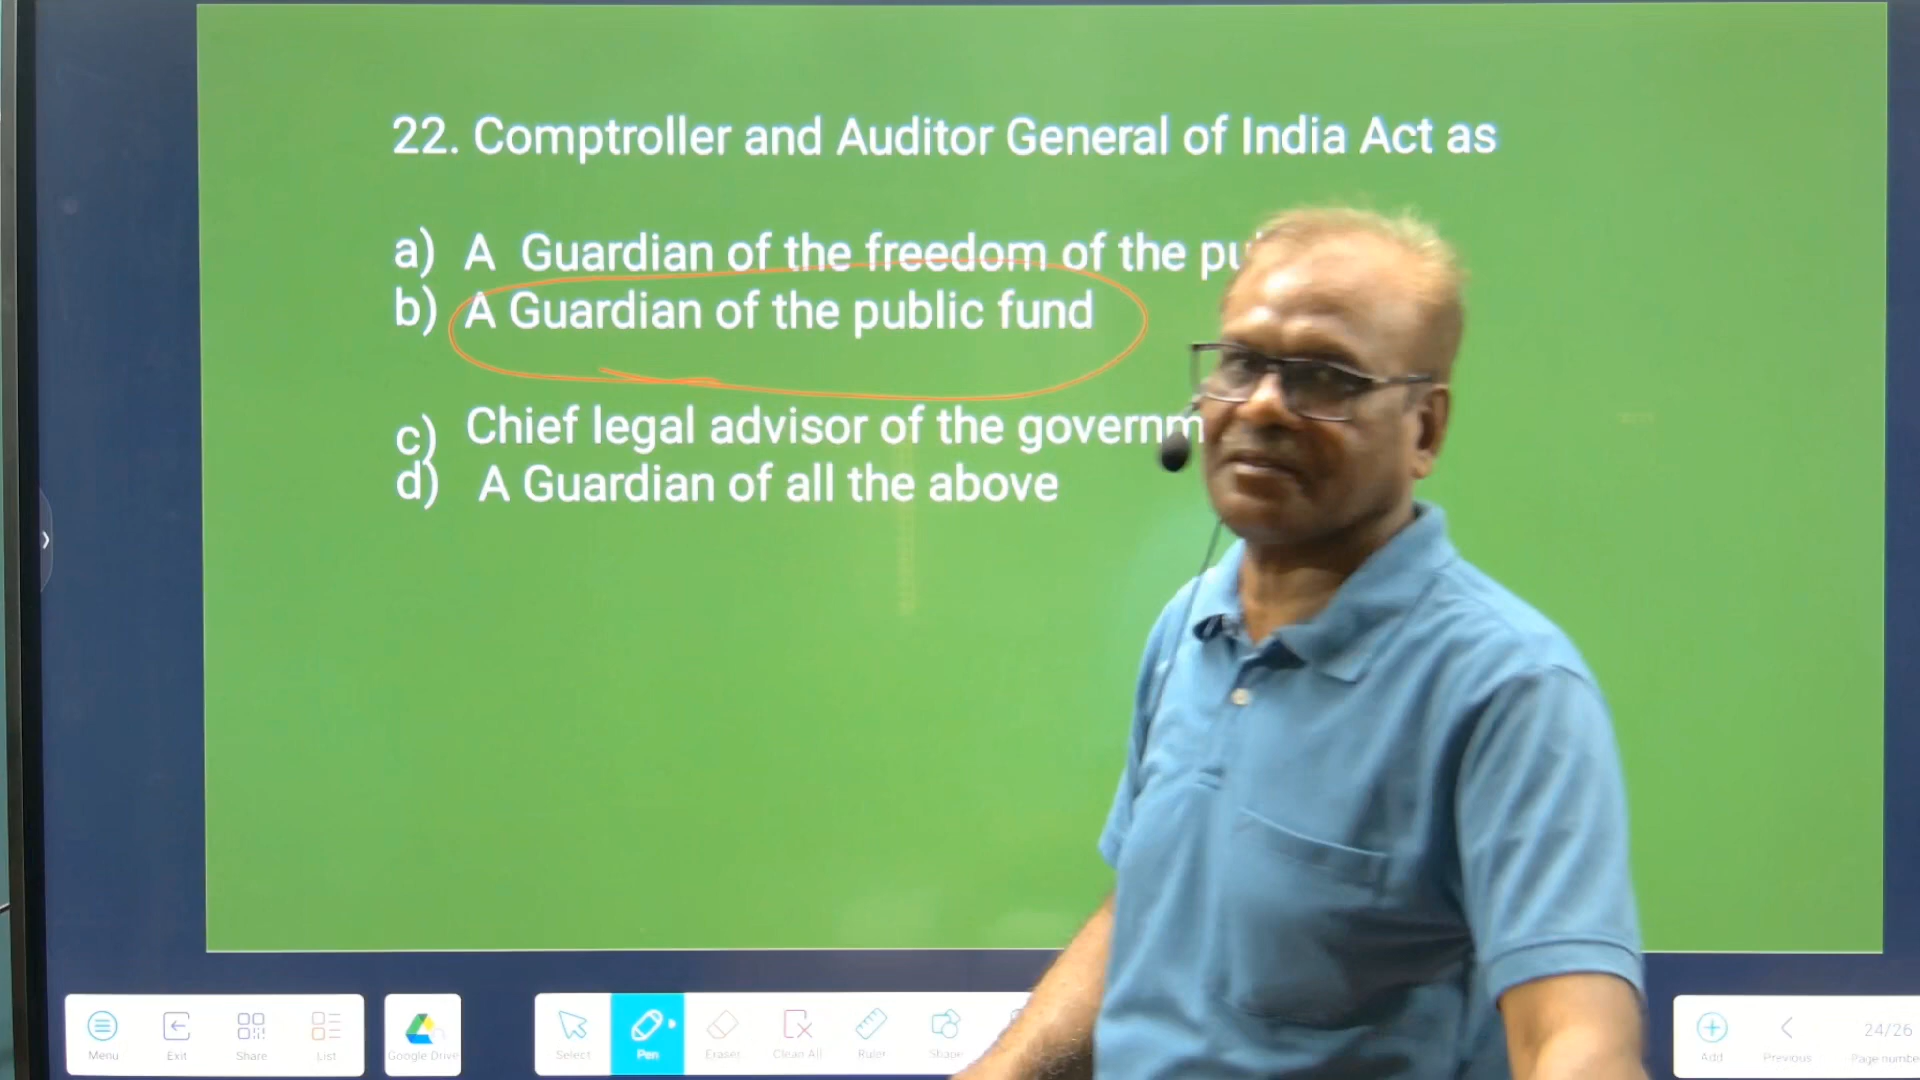 22. Comptroller and Auditor General of India Act as
a) A Guardian of the freedom of the
b) A Guardian of the public fund
c) Chief legal advisor of the
d) A Guardian of all the above
Menu Exit Share List Google Drive Select Pen Eraser Clean All Ruler Shape Add Previous 24/26